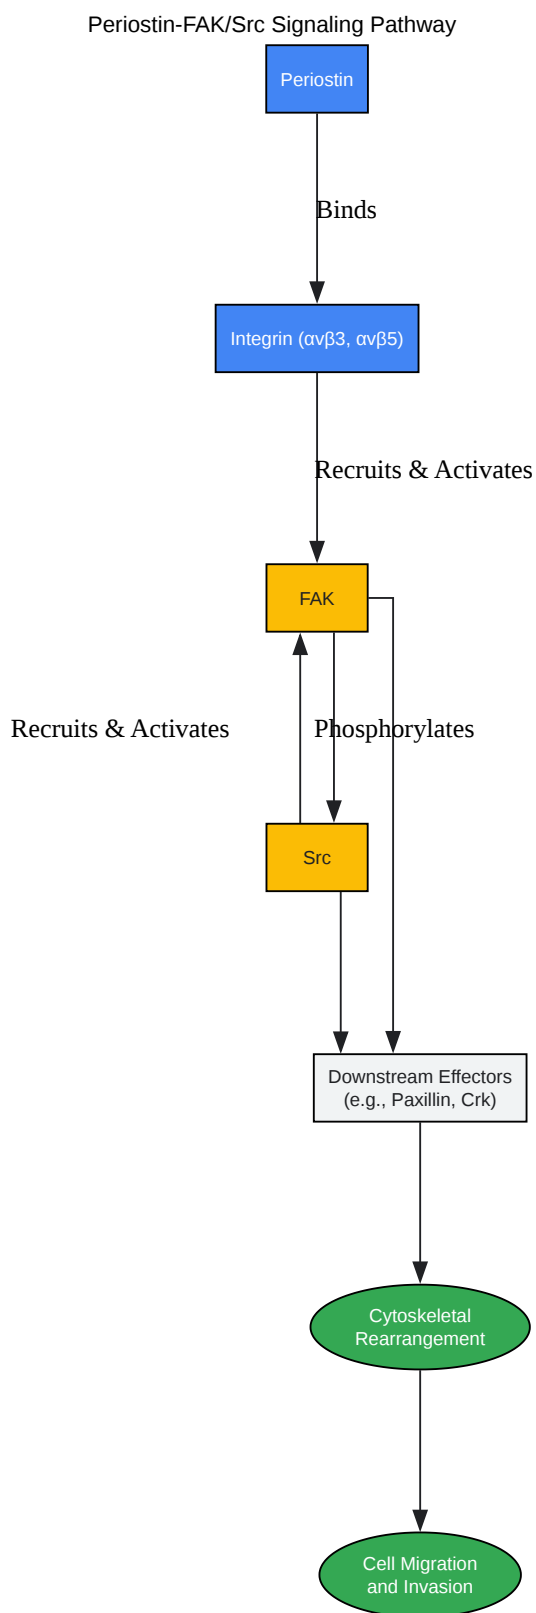 Periostin-FAK/Src Signaling Pathway
Periostin
Binds
Integrin (αvβ3, αvβ5)
Recruits & Activates
FAK
Recruits & Activates
Phosphorylates
Src
Downstream Effectors
(e.g., Paxillin, Crk)
Cytoskeletal
Rearrangement
Cell Migration
and Invasion